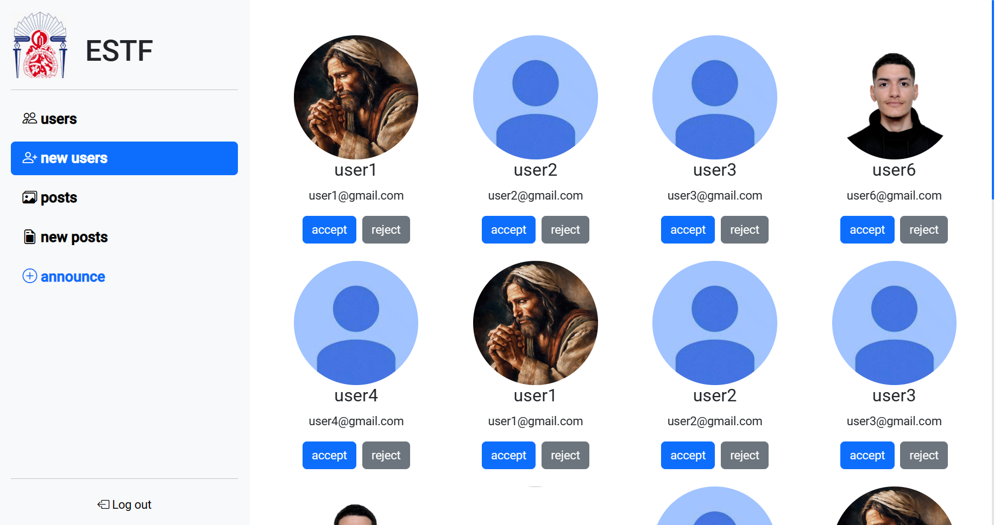 ESTF
users
new users
posts
new posts
announce
Log out
user1
user1@gmail.com
accept reject
user2
user2@gmail.com
accept reject
user3
user3@gmail.com
accept reject
user6
user6@gmail.com
accept reject
user4
user4@gmail.com
accept reject
user1
user1@gmail.com
accept reject
user2
user2@gmail.com
accept reject
user3
user3@gmail.com
accept reject